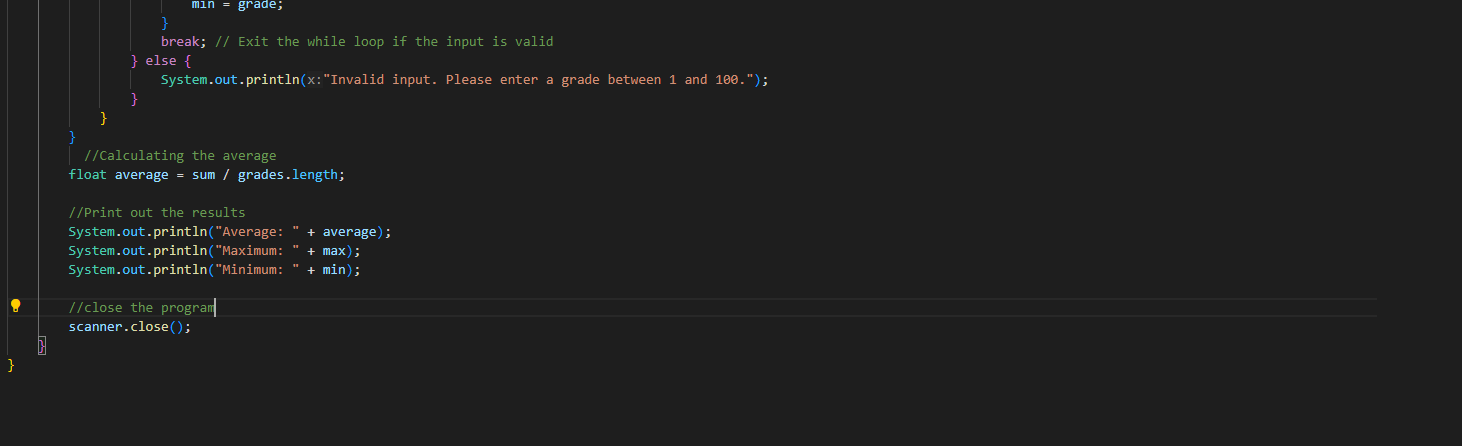 min = grade;
}
break; // Exit the while loop if the input is valid
} else {
System.out.println(x:"Invalid input. Please enter a grade between 1 and 100.");
}
}
}
//Calculating the average
float average = sum / grades.length;
//Print out the results
System.out.println("Average: " + average);
System.out.println("Maximum: " + max);
System.out.println("Minimum: " + min);
//close the program
scanner.close();
}
}